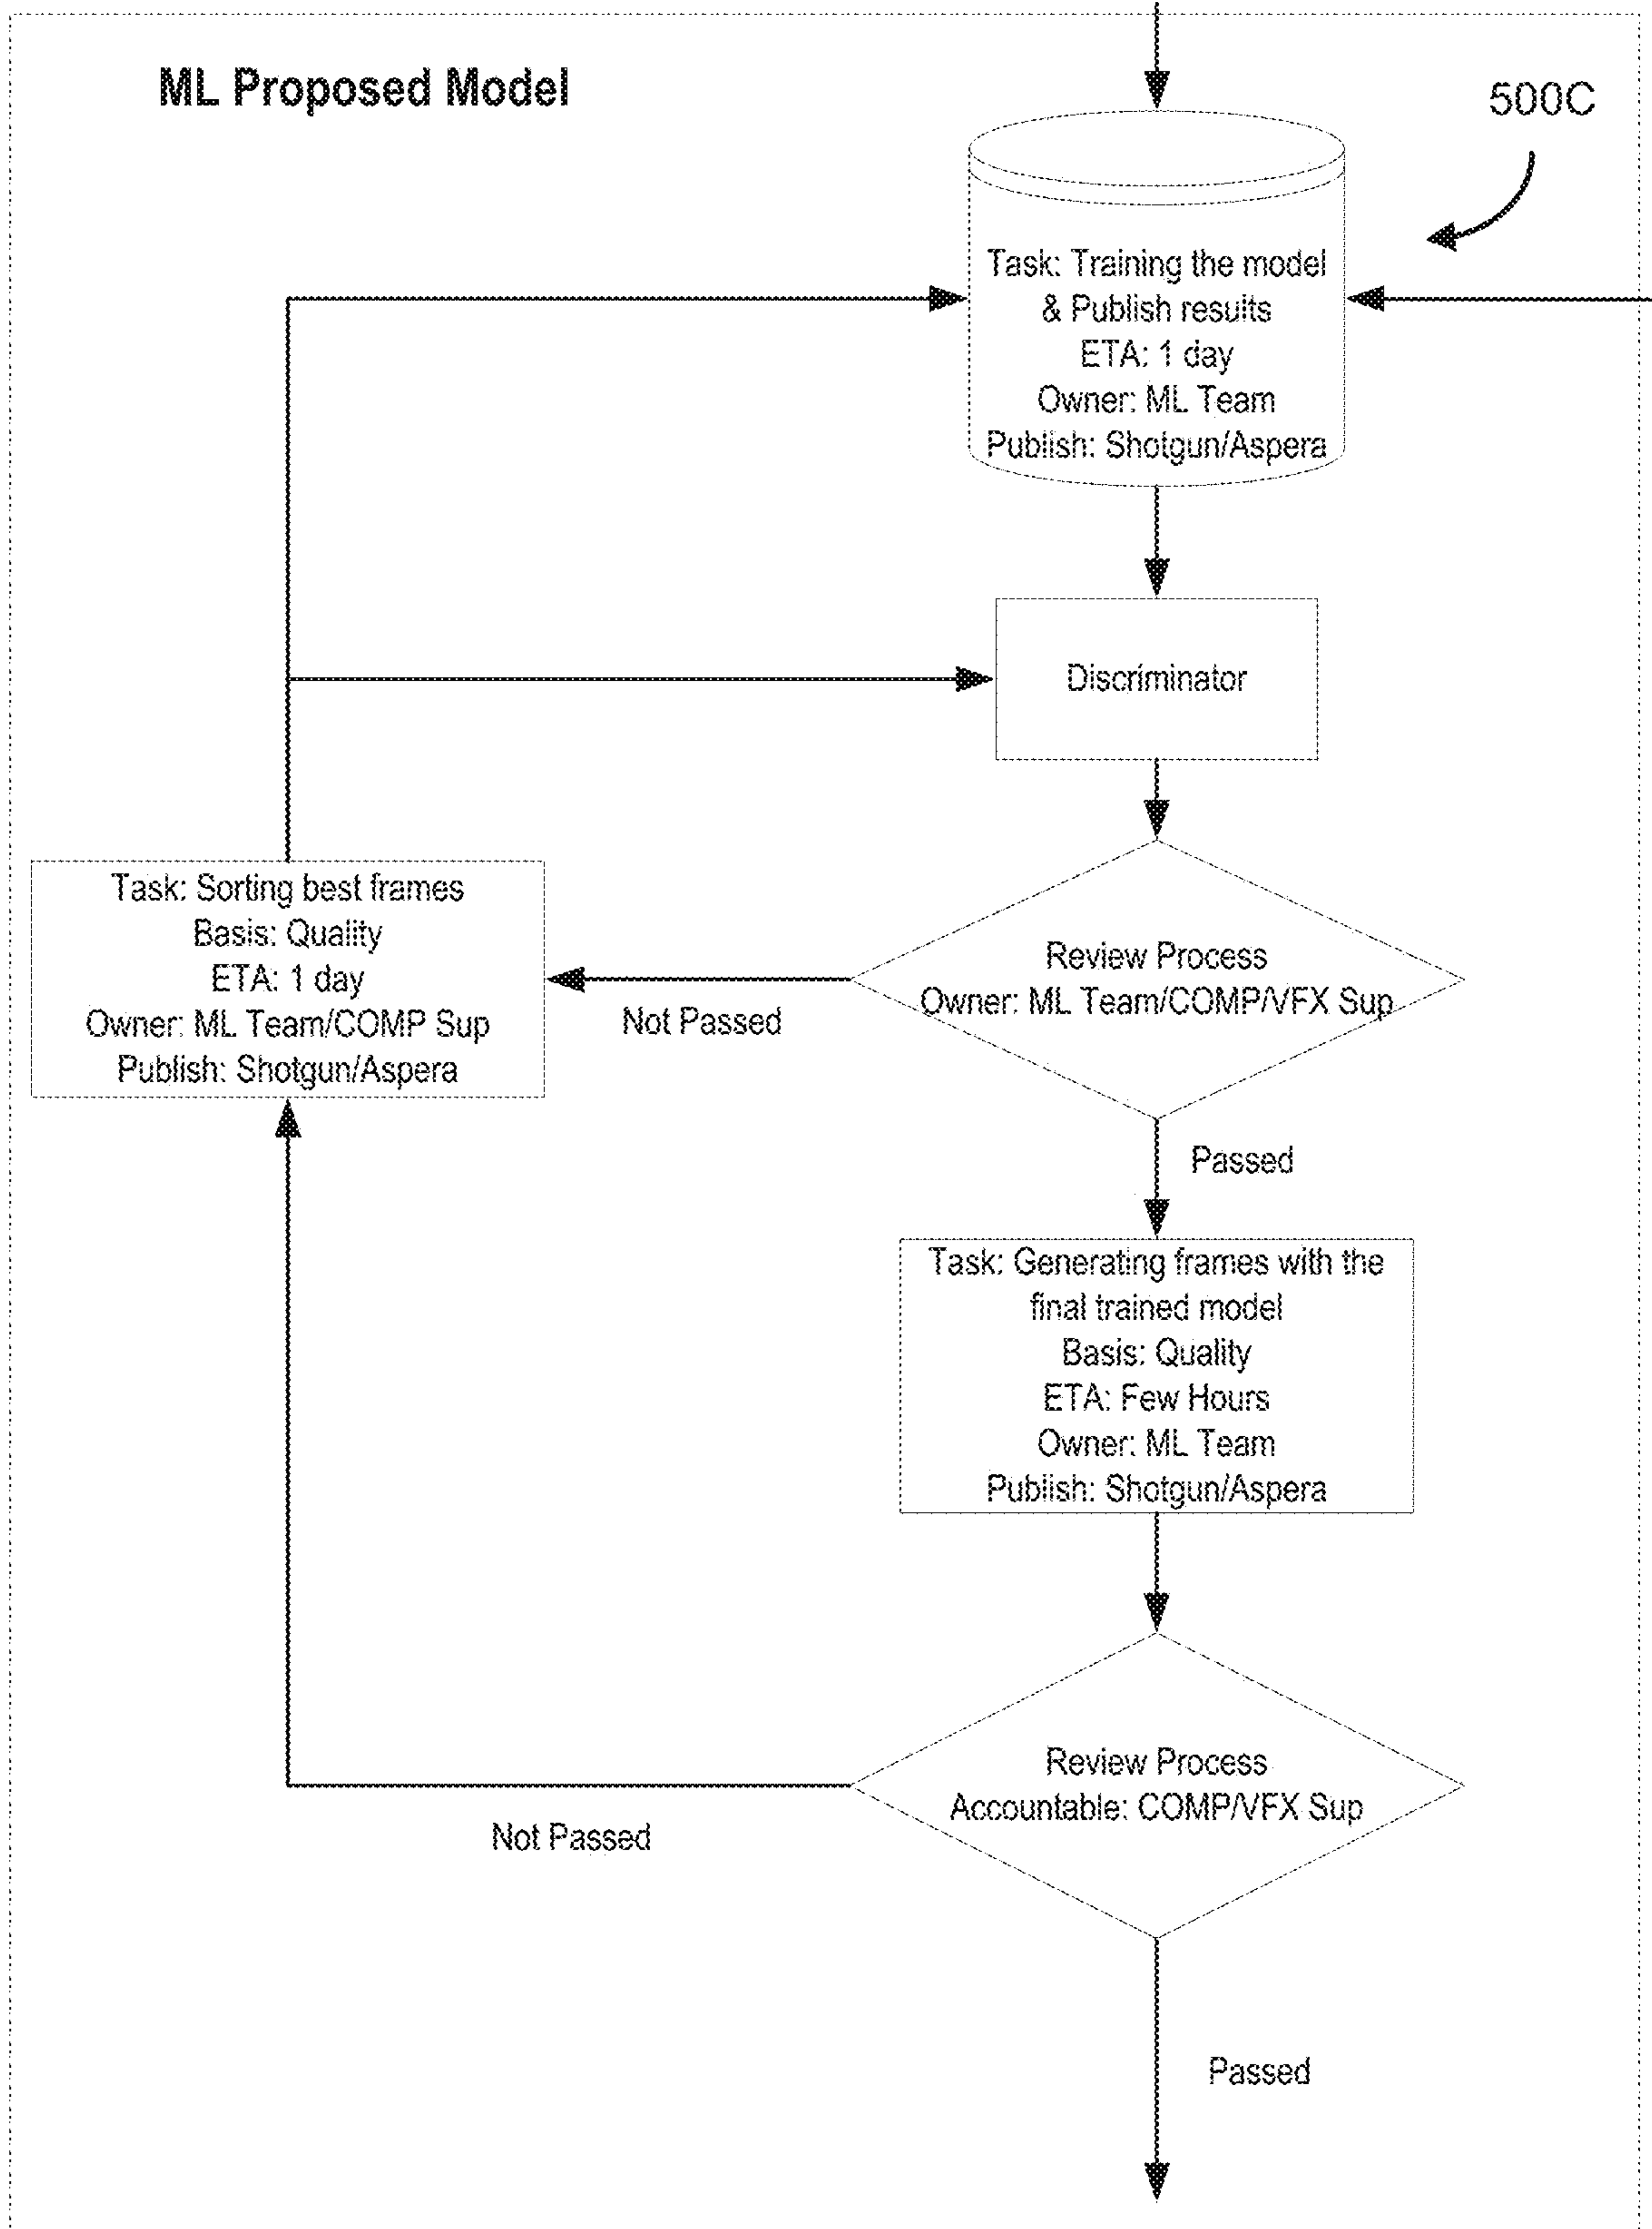 ML Proposed Model
500C
Task: Training the model
& Publish results
ETA: 1 day
Owner: ML Team
Publish: Shotgun/Aspera
Discriminator
Task: Sorting best frames
Basis: Quality
ETA: 1 day
Owner: ML Team/COMP Sup
Publish: Shotgun/Aspera
Review Process
Owner: ML Team/COMP/VFX Sup
Not Passed
Passed
Task: Generating frames with the
final trained model
Basis: Quality
ETA: Few Hours
Owner: ML Team
Publish: Shotgun/Aspera
Review Process
Accountable: COMP/VFX Sup
Not Passed
Passed